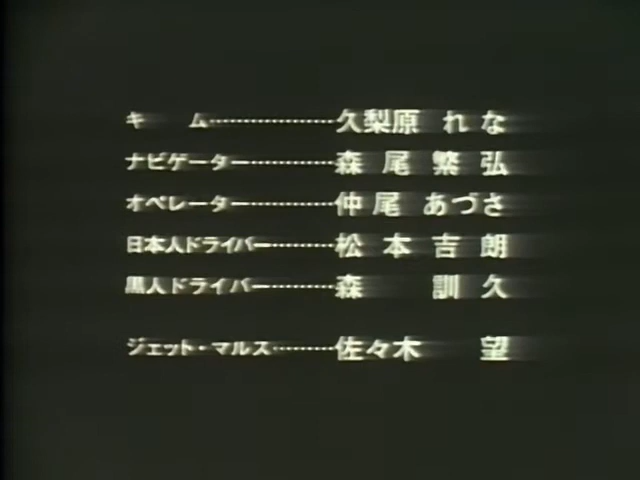 キム…………久梨原 れな
ナビゲーター…………森尾繁弘
オペレーター…………仲尾 あづさ
日本人ドライバー…………松本吉朗
黒人ドライバー…………森 訓久
ジェット・マルス…………佐々木 望